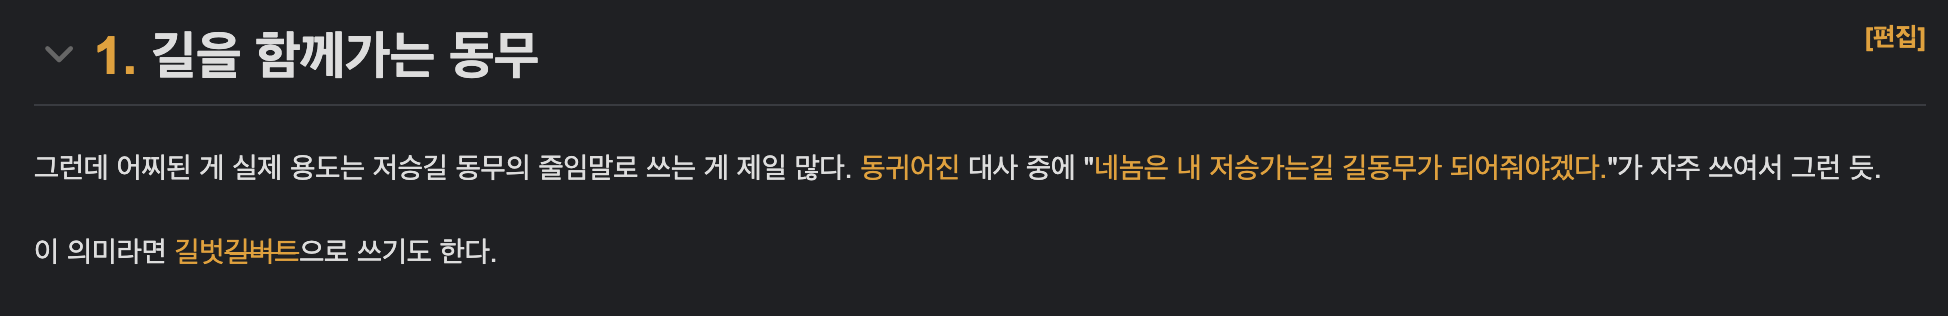 1. 길을 함께가는 동무
[편집]
그런데 어찌된 게 실제 용도는 저승길 동무의 줄임말로 쓰는 게 제일 많다. 동귀어진 대사 중에 "네놈은 내 저승가는길 길동무가 되어줘야겠다."가 자주 쓰여서 그런 듯.
이 의미라면 길벗길버트으로 쓰기도 한다.